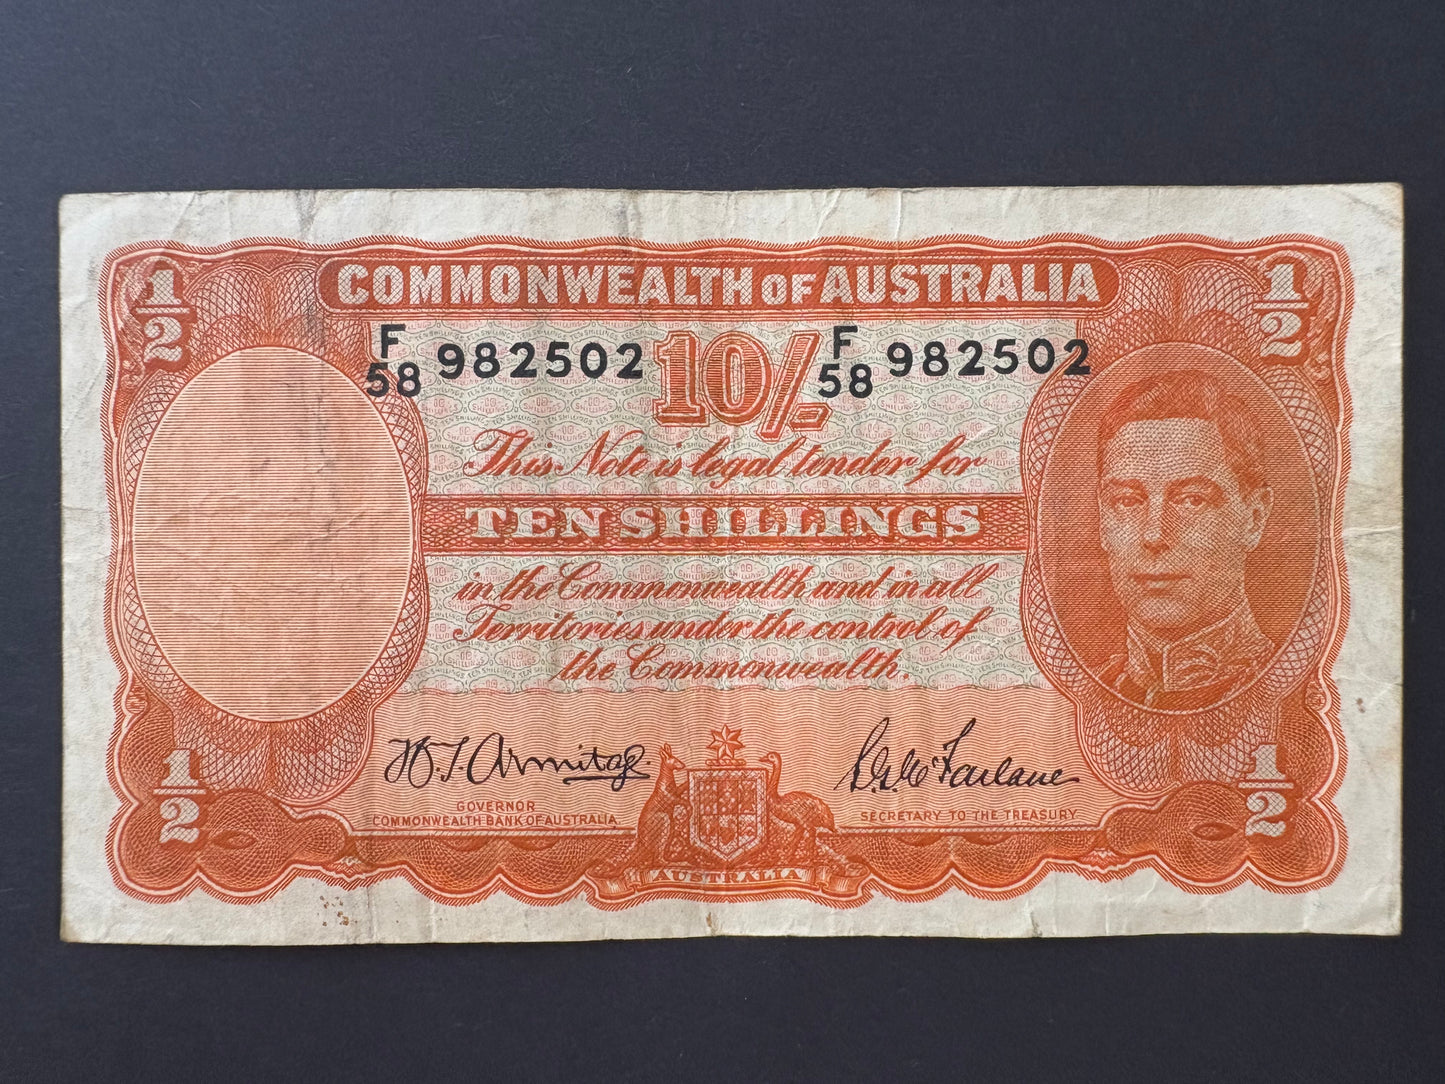 COMMONWEALTH OF AUSTRALIA
1/2
1/2
F
58 982502
10/-
F
58 982502
This Note is legal tender for
TEN SHILLINGS
in the Commonwealth and in all
Territories under the control of
the Commonwealth.
H.T. Armitage.
GOVERNOR
COMMONWEALTH BANK OF AUSTRALIA
S.G. McFarlane
SECRETARY TO THE TREASURY
1/2
1/2
AUSTRALIA